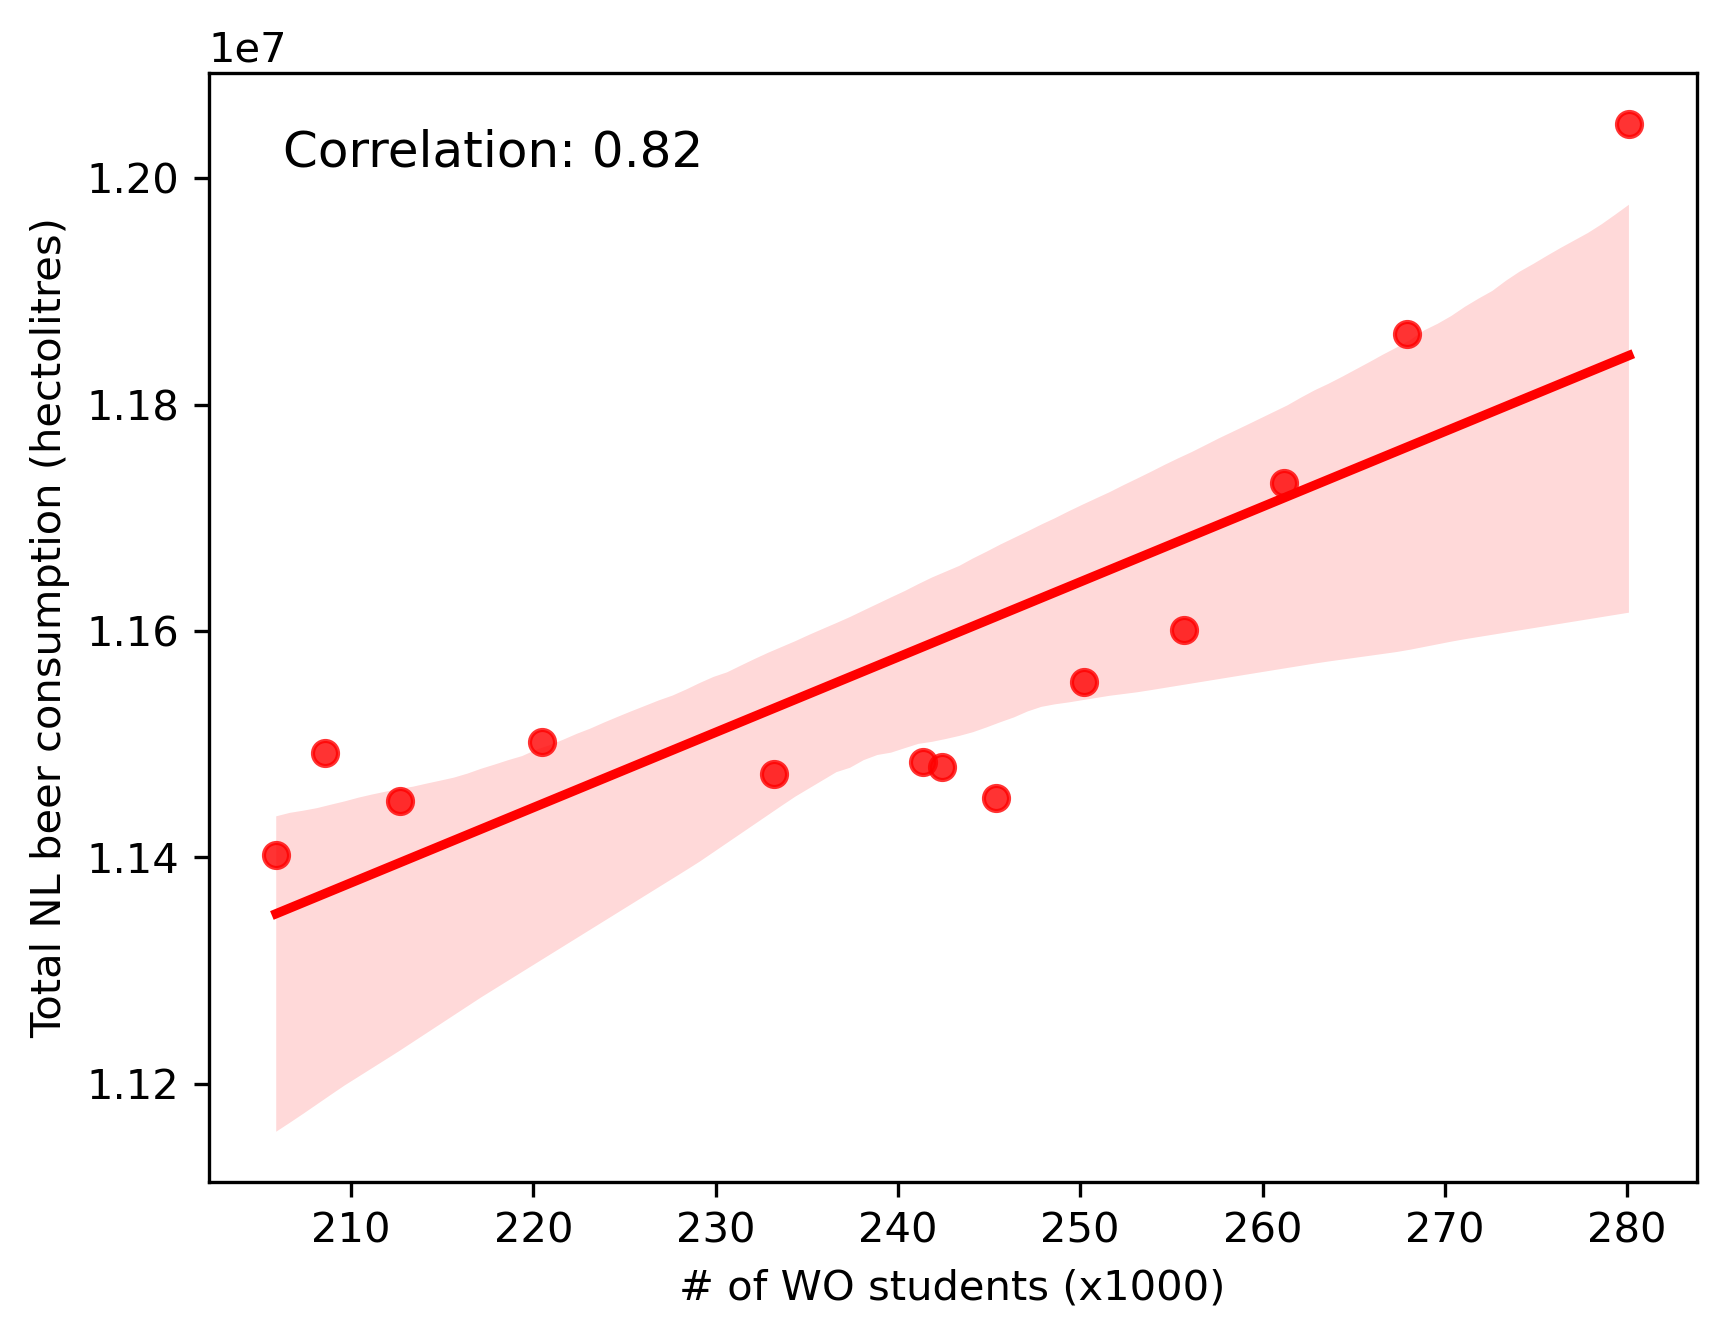 1e7
Correlation: 0.82
1.20
1.18
1.16
1.14
1.12
Total NL beer consumption (hectolitres)
210 220 230 240 250 260 270 280
# of WO students (x1000)